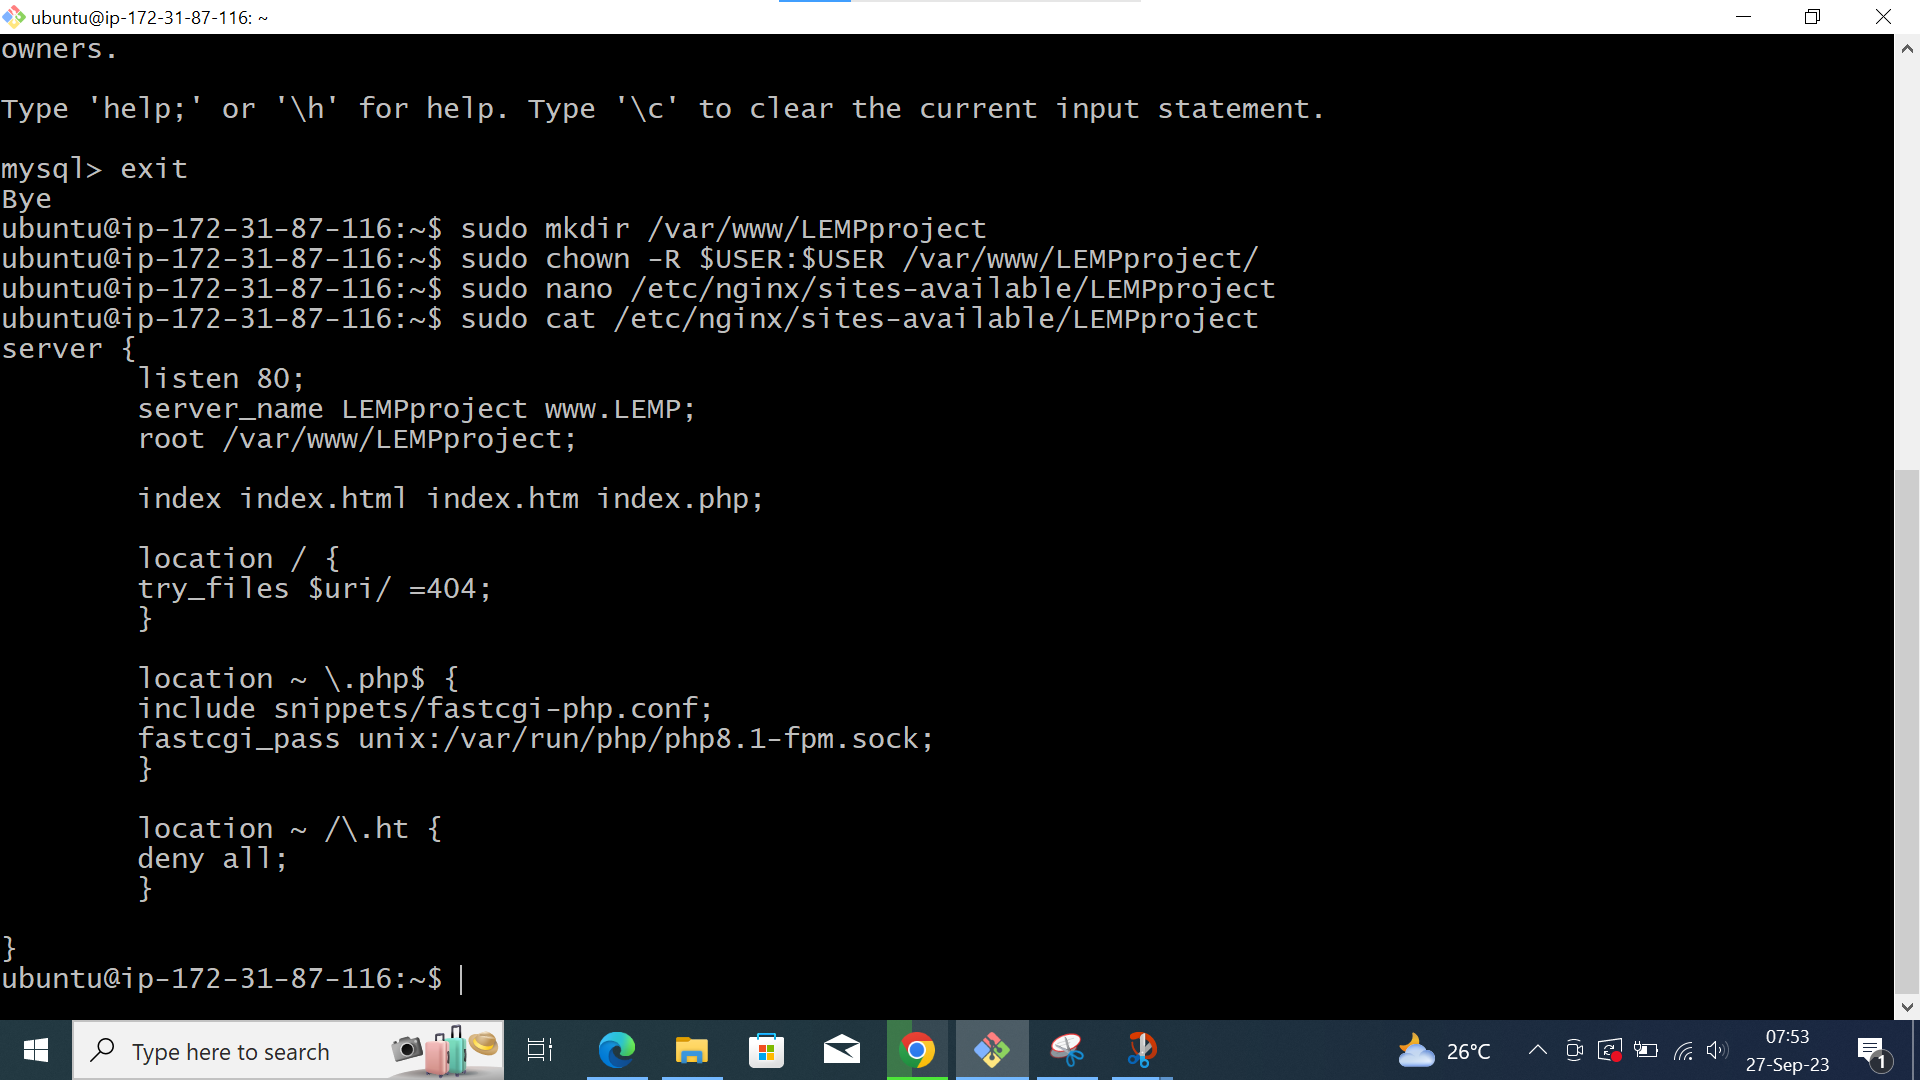 ubuntu@ip-172-31-87-116: ~
owners.
Type 'help;' or '\h' for help. Type '\c' to clear the current input statement.
mysql> exit
Bye
ubuntu@ip-172-31-87-116:~$ sudo mkdir /var/www/LEMPproject
ubuntu@ip-172-31-87-116:~$ sudo chown -R $USER:$USER /var/www/LEMPproject/
ubuntu@ip-172-31-87-116:~$ sudo nano /etc/nginx/sites-available/LEMPproject
ubuntu@ip-172-31-87-116:~$ sudo cat /etc/nginx/sites-available/LEMPproject
server {
        listen 80;
        server_name LEMPproject www.LEMP;
        root /var/www/LEMPproject;
        index index.html index.htm index.php;
        location / {
        try_files $uri/ =404;
        }
        location ~ \.php$ {
        include snippets/fastcgi-php.conf;
        fastcgi_pass unix:/var/run/php/php8.1-fpm.sock;
        }
        location ~ /\.ht {
        deny all;
        }
}
ubuntu@ip-172-31-87-116:~$
Type here to search
26°C
07:53
27-Sep-23
1